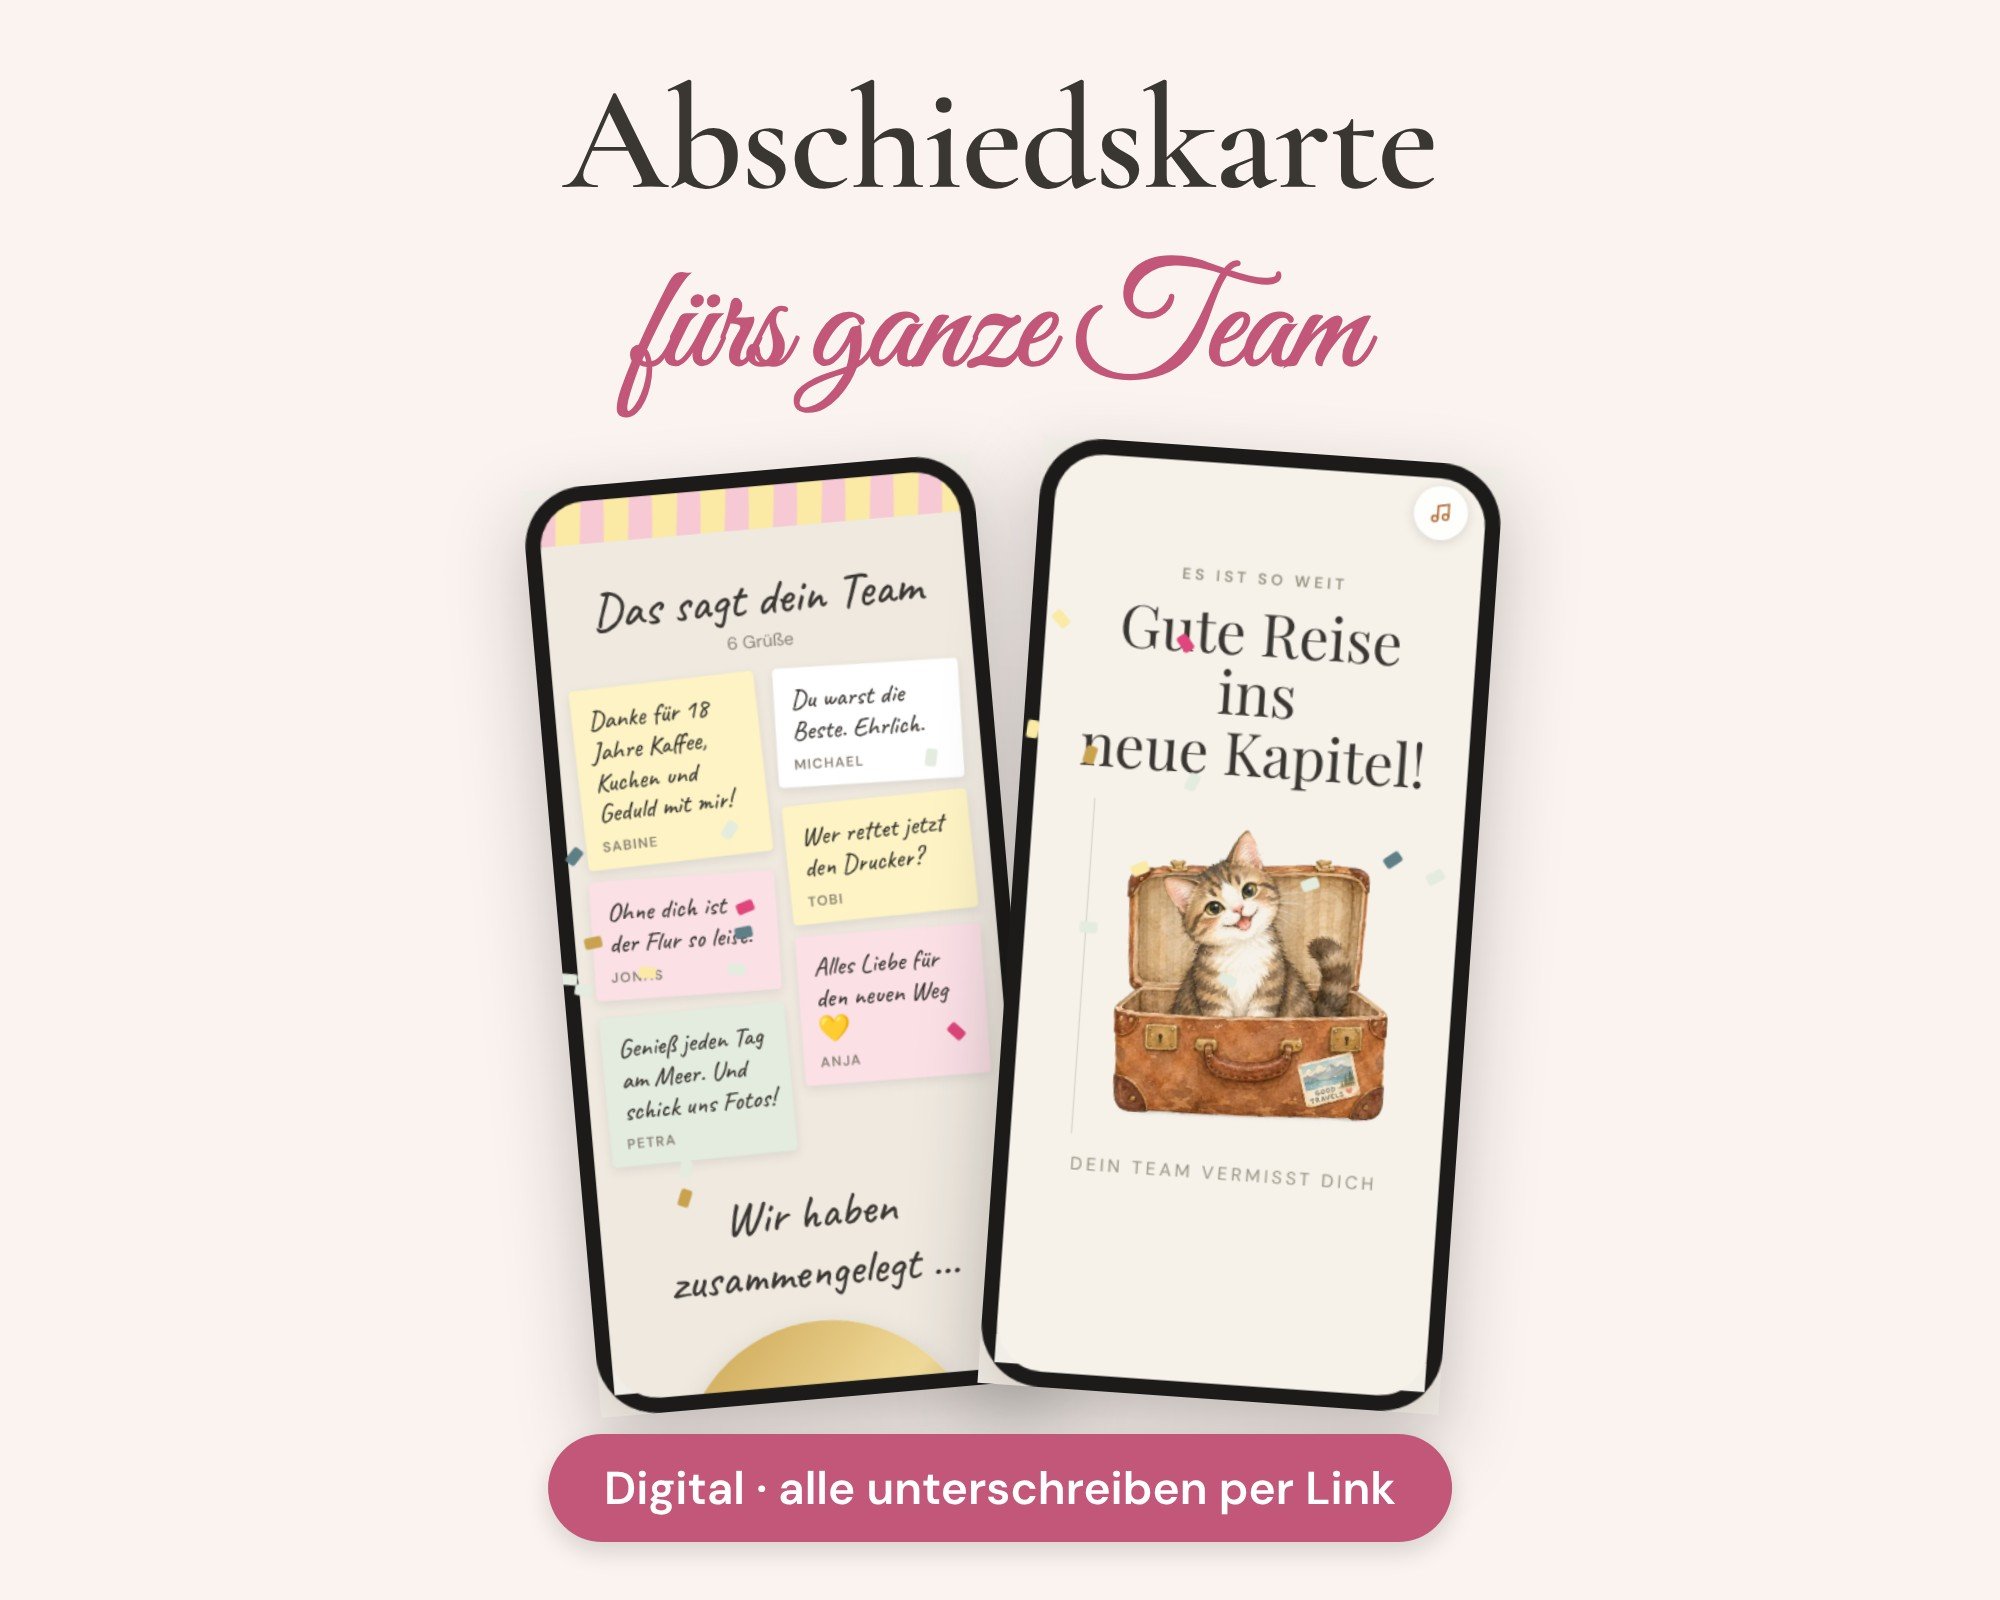 Abschiedskarte
fürs ganze Team
Das sagt dein Team
6 Grüße
Danke für 18
Jahre Kaffee,
Kuchen und
Geduld mit mir!
SABINE
Ohne dich ist
der Flur so leise.
JONAS
Genieß jeden Tag
am Meer. Und
schick uns Fotos!
PETRA
Du warst die
Beste. Ehrlich.
MICHAEL
Wer rettet jetzt
den Drucker?
TOBI
Alles Liebe für
den neuen Weg
💛
ANJA
Wir haben
zusammengelegt ...
ES IST SO WEIT
Gute Reise
ins
neue Kapitel!
GOOD
TRAVELS
DEIN TEAM VERMISST DICH
Digital · alle unterschreiben per Link